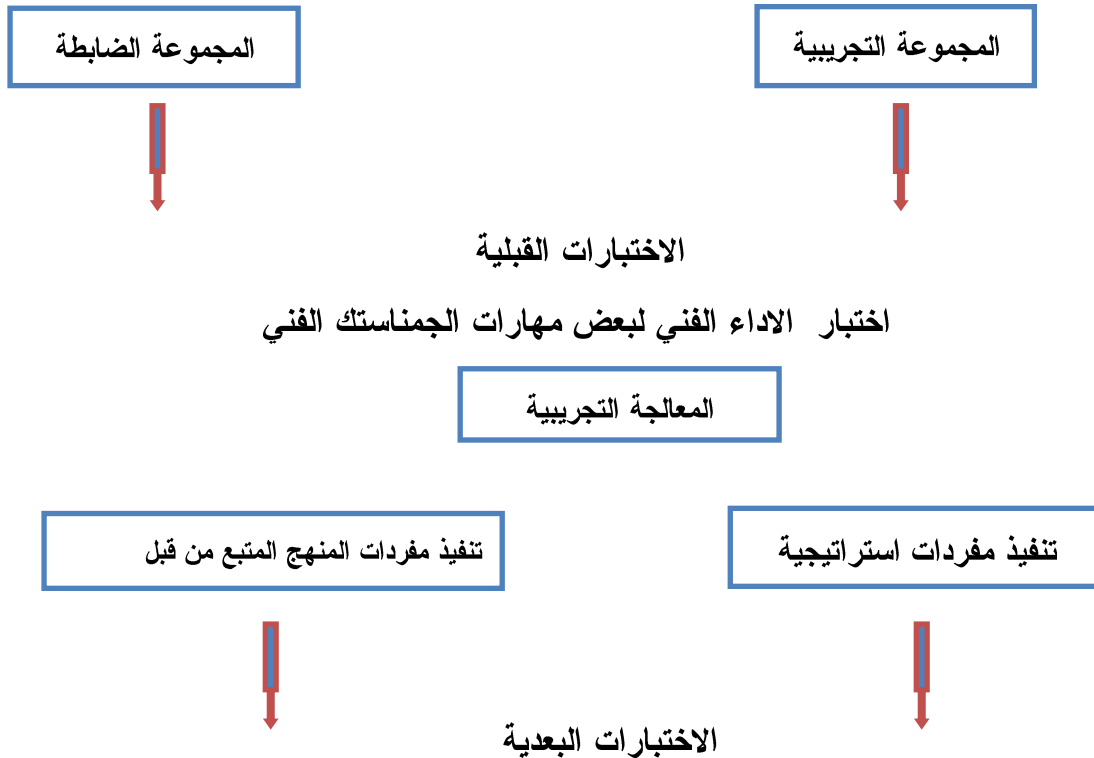 المجموعة التجريبية
المجموعة الضابطة
الاختبارات القبلية
اختبار الاداء الفني لبعض مهارات الجمناستك الفني
المعالجة التجريبية
تنفيذ مفردات استراتيجية
تنفيذ مفردات المنهج المتبع من قبل
الاختبارات البعدية